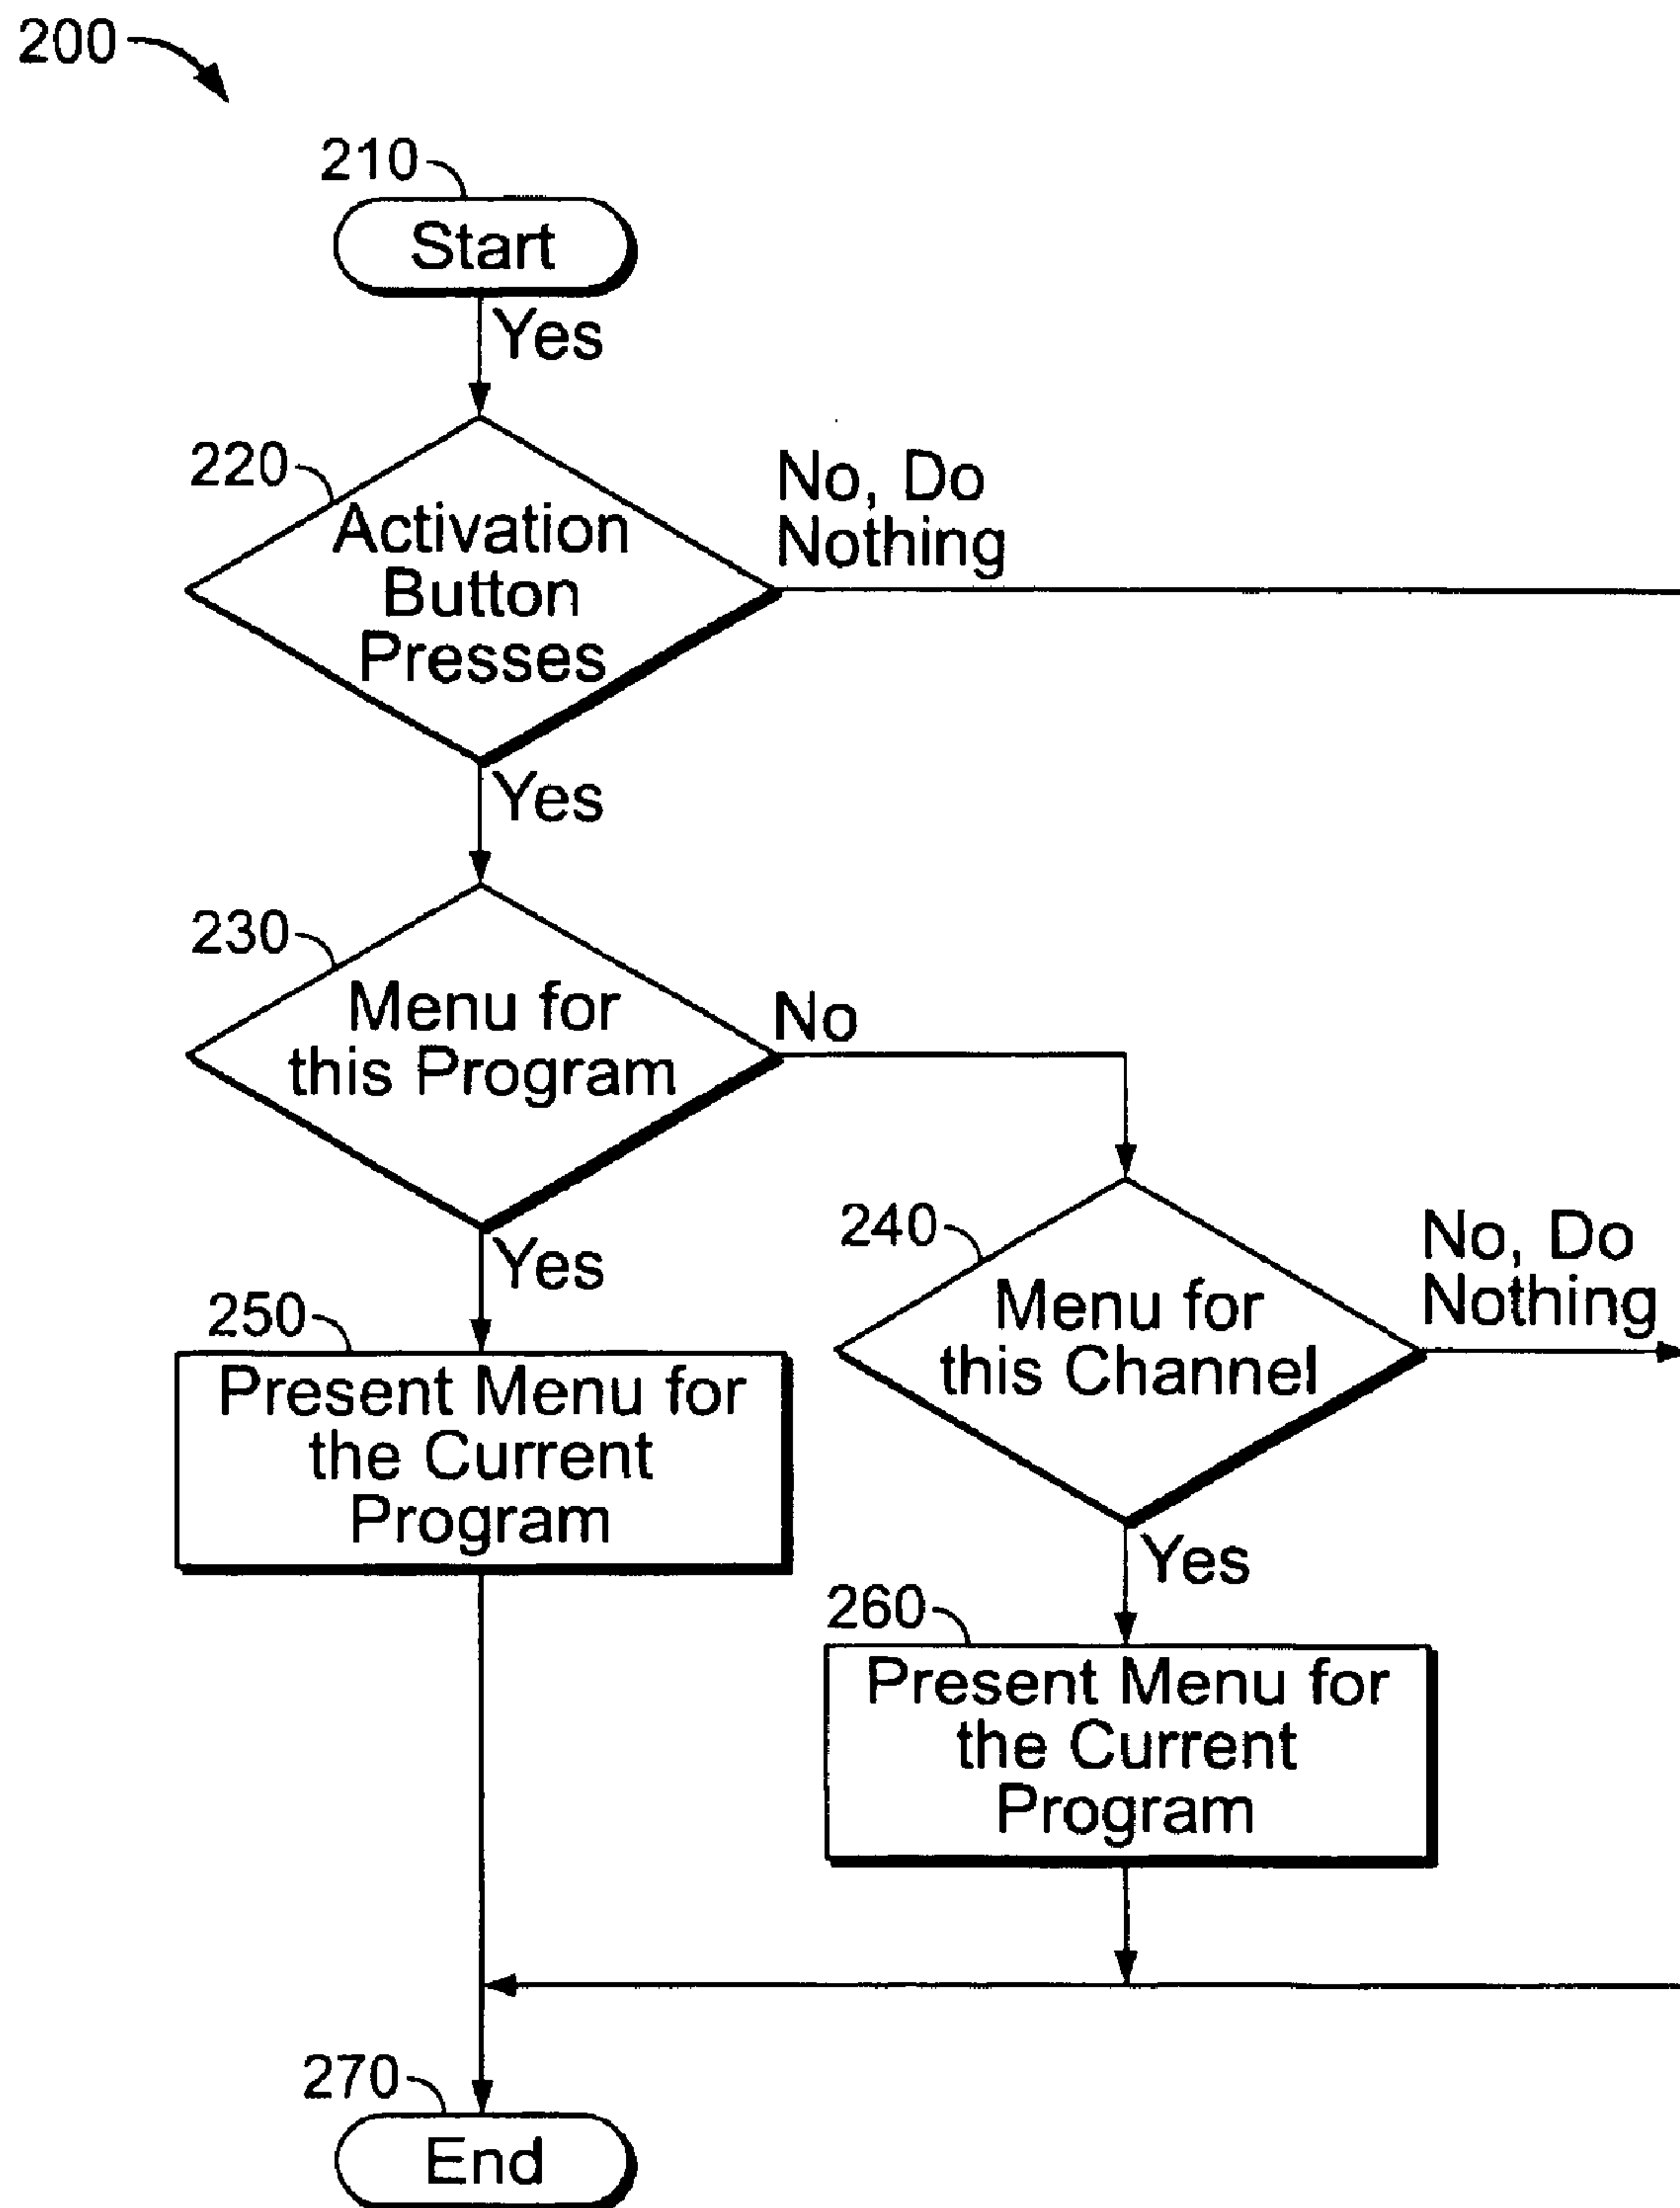 200
210
Start
Yes
220
Activation
Button
Presses
No, Do
Nothing
Yes
230
Menu for
this Program
No
Yes
240
Menu for
this Channel
No, Do
Nothing
250
Present Menu for
the Current
Program
Yes
260
Present Menu for
the Current
Program
270
End